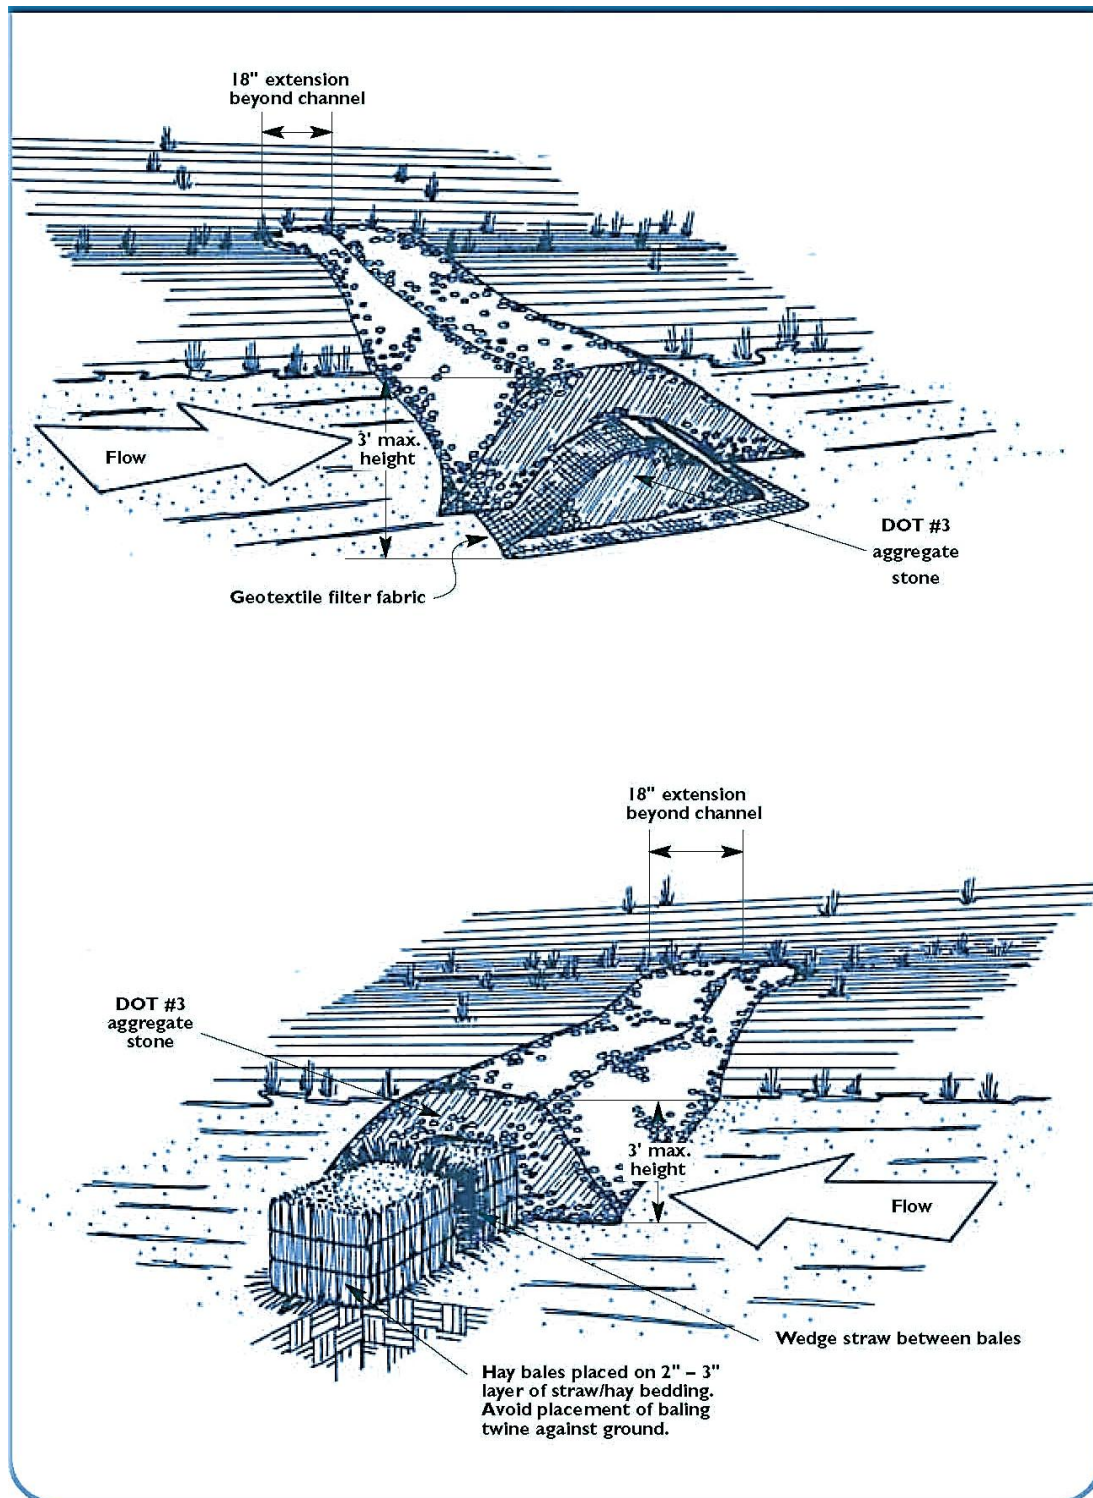 18" extension
beyond channel
Flow
3' max.
height
DOT #3
aggregate
stone
Geotextile filter fabric
18" extension
beyond channel
DOT #3
aggregate
stone
3' max.
height
Flow
Wedge straw between bales
Hay bales placed on 2" – 3"
layer of straw/hay bedding.
Avoid placement of baling
twine against ground.